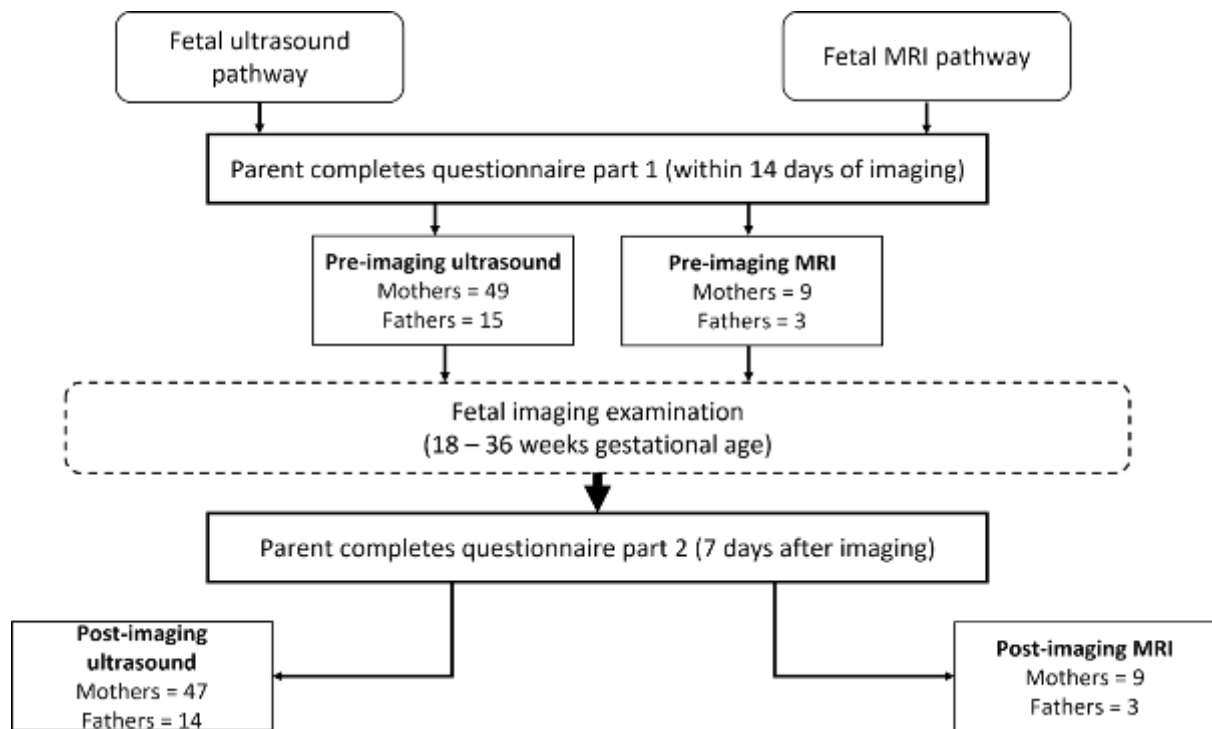 Fetal ultrasound
pathway
Fetal MRI pathway
Parent completes questionnaire part 1 (within 14 days of imaging)
Pre-imaging ultrasound
Mothers = 49
Fathers = 15
Pre-imaging MRI
Mothers = 9
Fathers = 3
Fetal imaging examination
(18 – 36 weeks gestational age)
Parent completes questionnaire part 2 (7 days after imaging)
Post-imaging
ultrasound
Mothers = 47
Fathers = 14
Post-imaging MRI
Mothers = 9
Fathers = 3